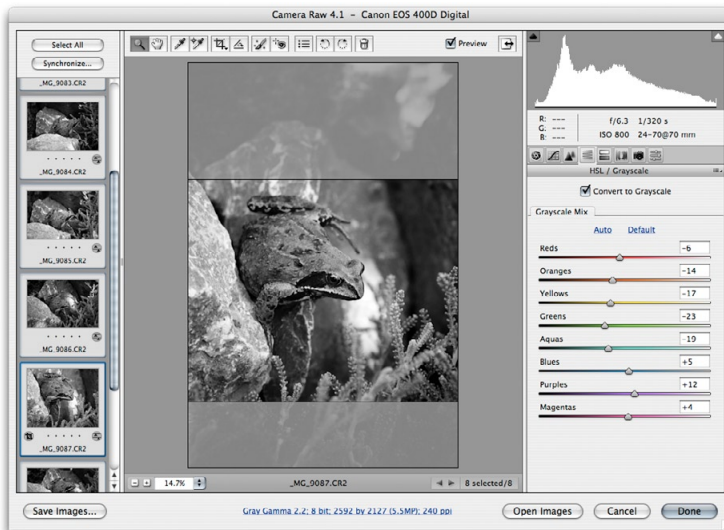 Camera Raw 4.1 – Canon EOS 400D Digital
Select All
Synchronize...
Preview
_MG_9083.CR2
_MG_9084.CR2
_MG_9085.CR2
_MG_9086.CR2
_MG_9087.CR2
R: ---
G: ---
B: ---
f/6.3 1/320 s
ISO 800 24-70@70 mm
HSL / Grayscale
Convert to Grayscale
Grayscale Mix
Auto Default
Reds -6
Oranges -14
Yellows -17
Greens -23
Aquas -19
Blues +5
Purples +12
Magentas +4
14.7% _MG_9087.CR2 8 selected/8
Save Images... Gray Gamma 2.2; 8 bit; 2592 by 2127 (5.5MP); 240 ppi Open Images Cancel Done